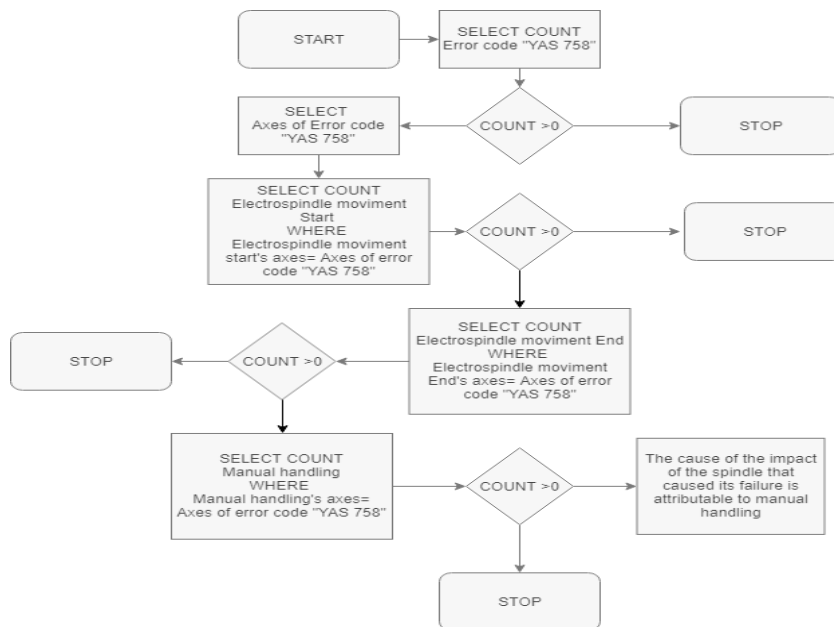 START
SELECT COUNT
Error code "YAS 758"
COUNT >0
STOP
SELECT
Axes of Error code
"YAS 758"
SELECT COUNT
Electrospindle moviment
Start
WHERE
Electrospindle moviment
start's axes= Axes of error
code "YAS 758"
COUNT >0
STOP
SELECT COUNT
Electrospindle moviment End
WHERE
Electrospindle moviment
End's axes= Axes of error
code "YAS 758"
COUNT >0
STOP
SELECT COUNT
Manual handling
WHERE
Manual handling's axes=
Axes of error code "YAS 758"
COUNT >0
The cause of the impact
of the spindle that
caused its failure is
attributable to manual
handling
STOP